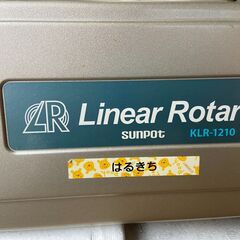 LR Linear Rotar
SUNPOT KLR-1210
はるきち